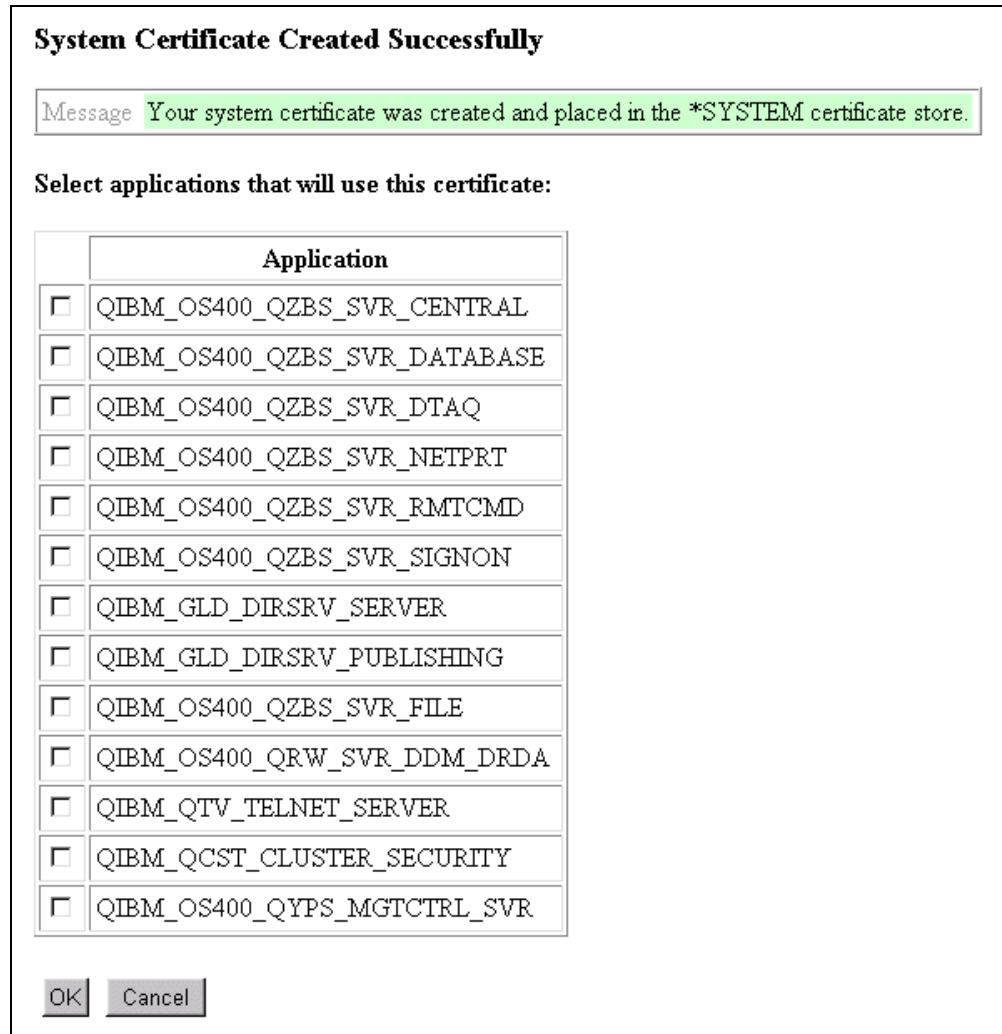 System Certificate Created Successfully
Message Your system certificate was created and placed in the *SYSTEM certificate store.
Select applications that will use this certificate:
Application
QIBM_OS400_QZBS_SVR_CENTRAL
QIBM_OS400_QZBS_SVR_DATABASE
QIBM_OS400_QZBS_SVR_DTAQ
QIBM_OS400_QZBS_SVR_NETPRT
QIBM_OS400_QZBS_SVR_RMTCMD
QIBM_OS400_QZBS_SVR_SIGNON
QIBM_GLD_DIRSRV_SERVER
QIBM_GLD_DIRSRV_PUBLISHING
QIBM_OS400_QZBS_SVR_FILE
QIBM_OS400_QRW_SVR_DDM_DRDA
QIBM_QTV_TELNET_SERVER
QIBM_QCST_CLUSTER_SECURITY
QIBM_OS400_QYPS_MGTCTRL_SVR
OK Cancel